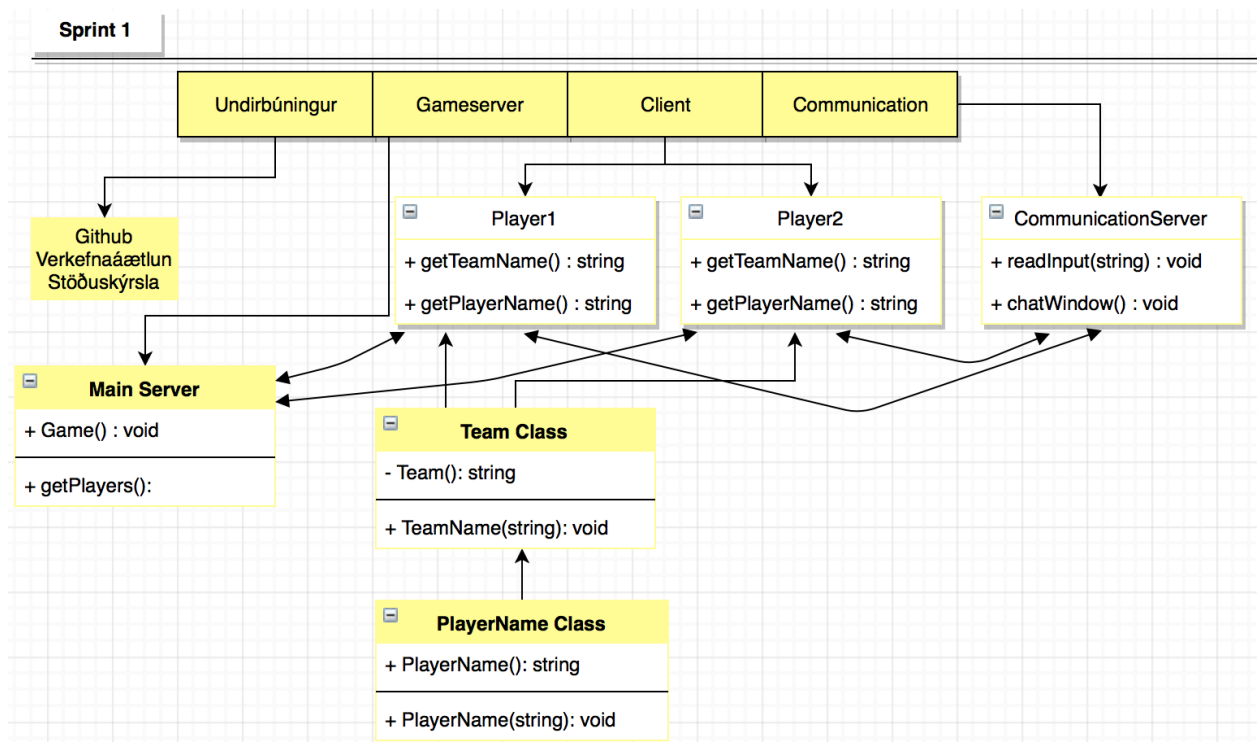 Sprint 1
Undirbúningur
Gameserver
Client
Communication
Github
Verkefnaáætlun
Stöðuskýrsla
Player1
+ getTeamName() : string
+ getPlayerName() : string
Player2
+ getTeamName() : string
+ getPlayerName() : string
CommunicationServer
+ readInput(string) : void
+ chatWindow() : void
Main Server
+ Game() : void
+ getPlayers():
Team Class
- Team(): string
+ TeamName(string): void
PlayerName Class
+ PlayerName(): string
+ PlayerName(string): void